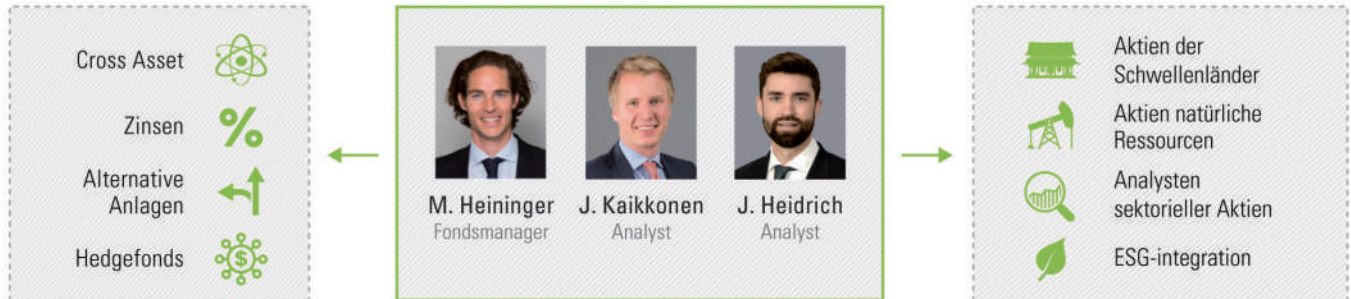 Cross Asset
Zinsen
Alternative
Anlagen
Hedgefonds
M. Heininger
Fondsmanager
J. Kaikkonen
Analyst
J. Heidrich
Analyst
Aktien der
Schwellenländer
Aktien natürliche
Ressourcen
Analysten
sektorieller Aktien
ESG-integration